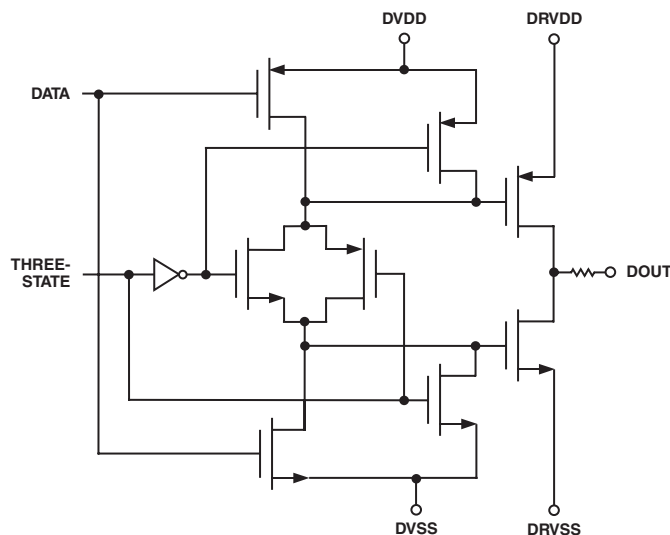 DVDD
DRVDD
DATA
THREE-
STATE
DOUT
DVSS
DRVSS